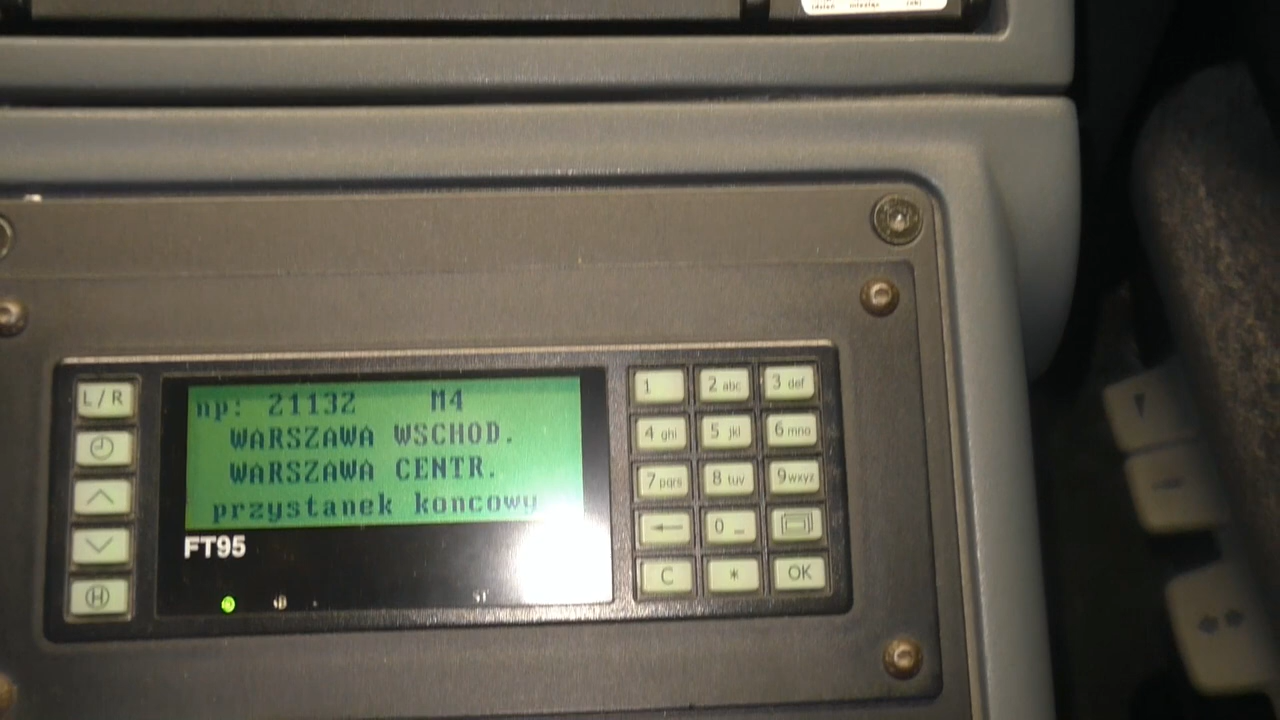 np: 21132 M4
WARSZAWA WSCHOD.
WARSZAWA CENTR.
przystanek koncowy
FT95
L/R
H
1
2 abc
3 def
4 ghi
5 jkl
6 mno
7 pqrs
8 tuv
9 wxyz
0 _
C
*
OK